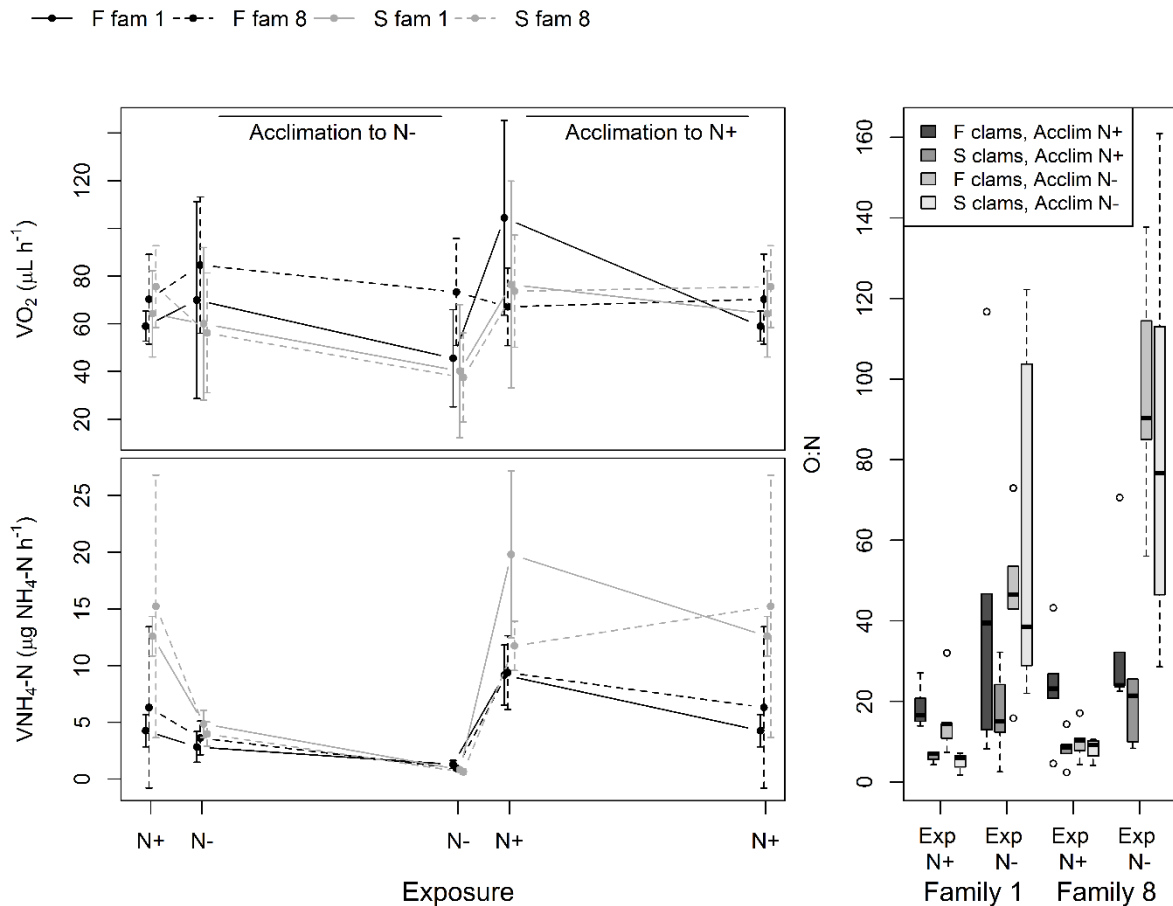 F fam 1 F fam 8 S fam 1 S fam 8
Acclimation to N- Acclimation to N+
VO2 (µL h-1)
20 40 60 80 120
VNH4-N (µg NH4-N h-1)
0 5 10 15 20 25
N+ N- N- N+ N+
Exposure
F clams, Acclim N+
S clams, Acclim N+
F clams, Acclim N-
S clams, Acclim N-
O:N
0 20 40 60 80 100 120 140 160
Exp Exp Exp Exp
N+ N- N+ N-
Family 1 Family 8